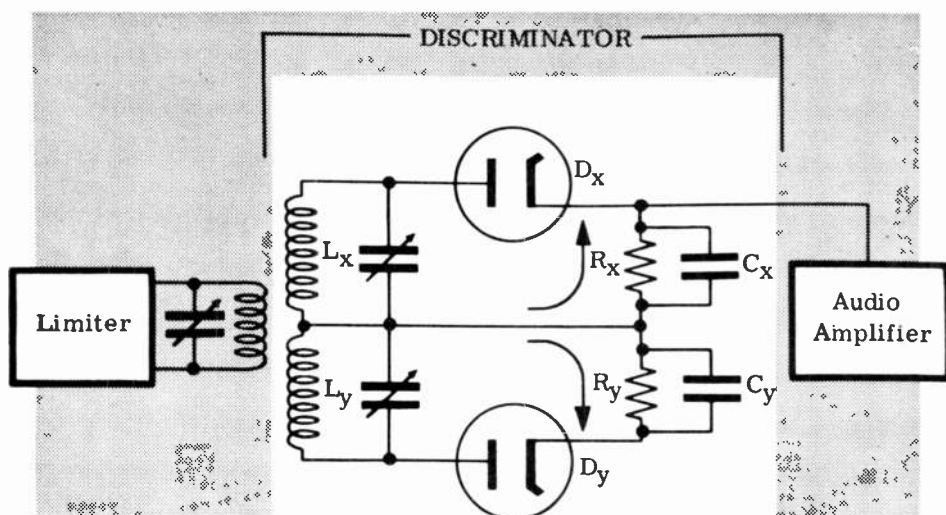 DISCRIMINATOR
Dx
Lx
Rx
Cx
Limiter
Audio
Amplifier
Ly
Ry
Cy
Dy